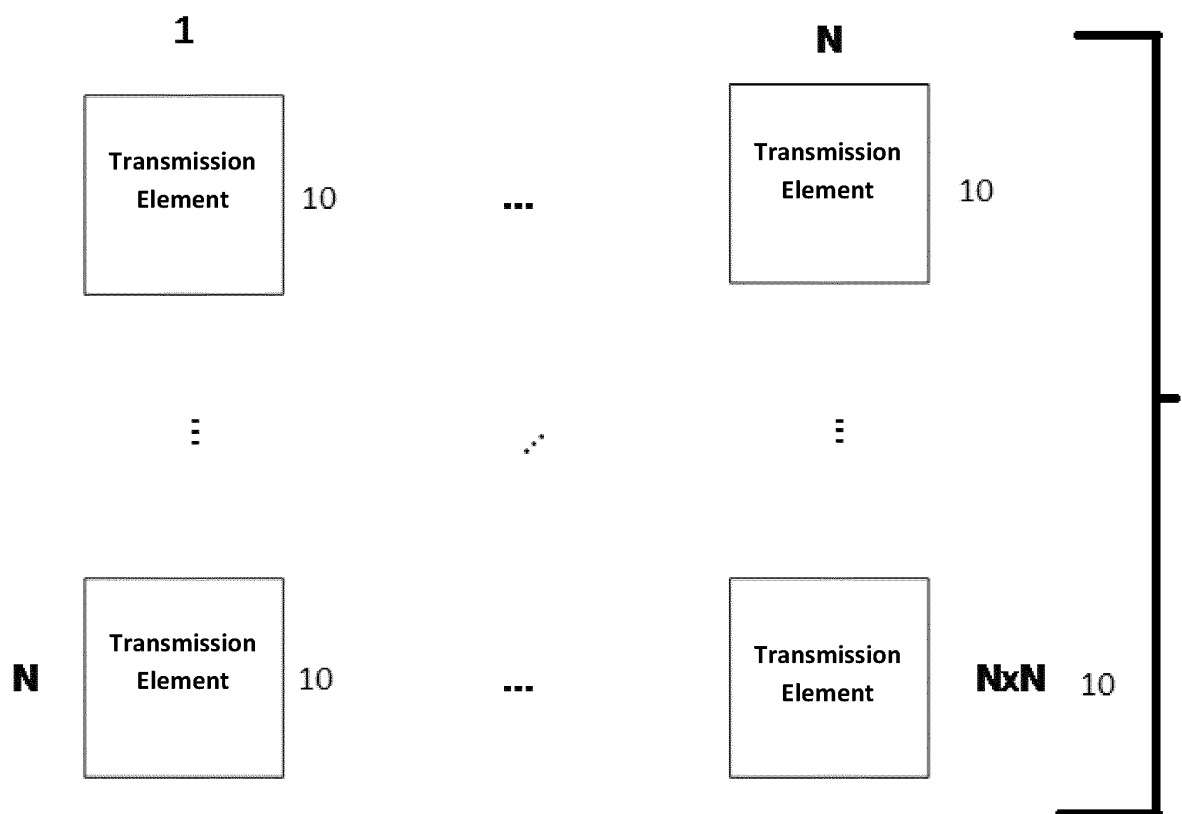 1
N
Transmission
Element
10
...
Transmission
Element
10
...
...
...
N
Transmission
Element
10
...
Transmission
Element
NxN
10